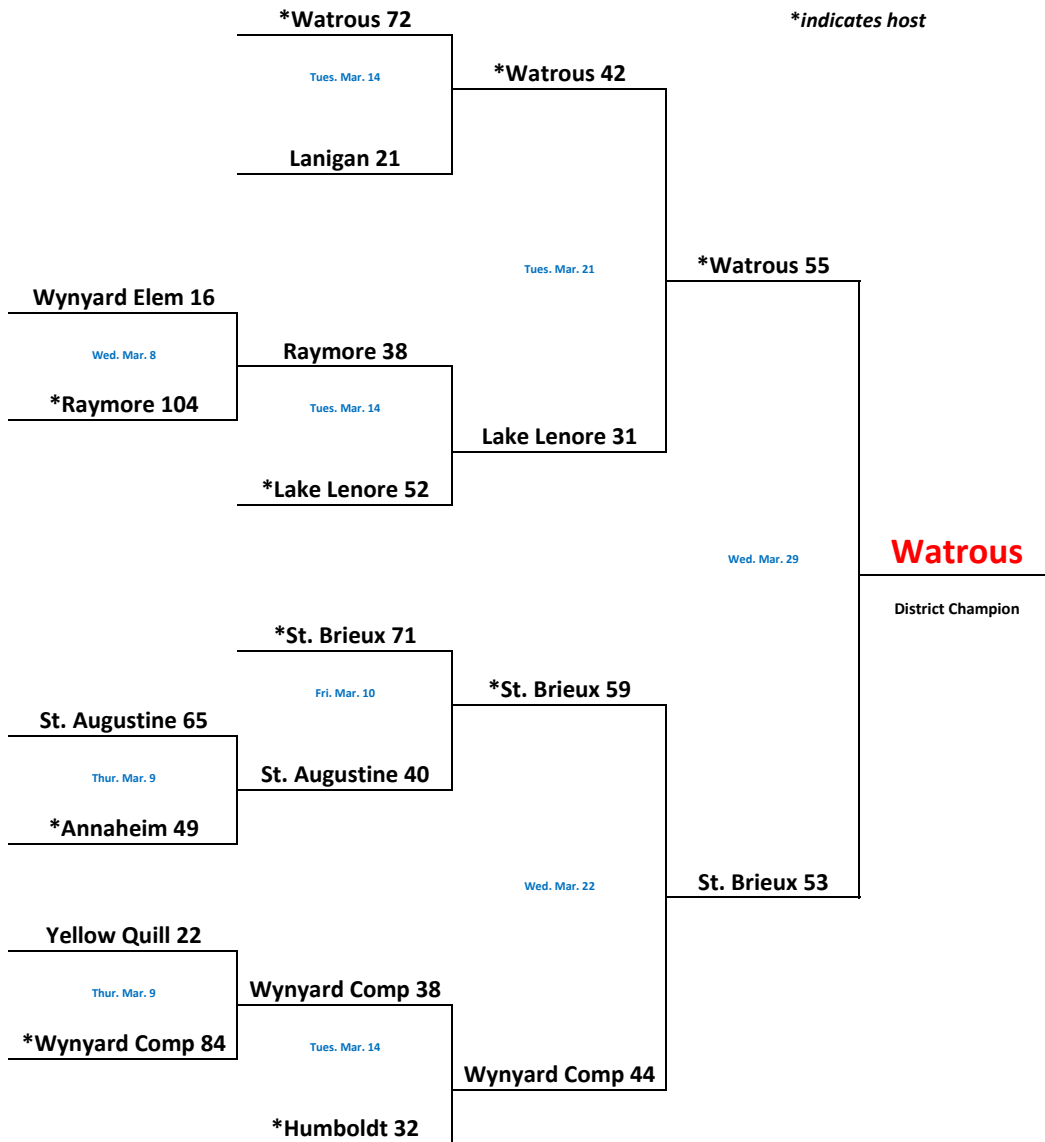 *Watrous 72
*indicates host
Tues. Mar. 14
*Watrous 42
Lanigan 21
Tues. Mar. 21
*Watrous 55
Wynyard Elem 16
Wed. Mar. 8
Raymore 38
*Raymore 104
Tues. Mar. 14
Lake Lenore 31
*Lake Lenore 52
Wed. Mar. 29
Watrous
District Champion
*St. Brieux 71
Fri. Mar. 10
*St. Brieux 59
St. Augustine 65
Thur. Mar. 9
St. Augustine 40
*Annaheim 49
Wed. Mar. 22
St. Brieux 53
Yellow Quill 22
Thur. Mar. 9
Wynyard Comp 38
*Wynyard Comp 84
Tues. Mar. 14
Wynyard Comp 44
*Humboldt 32